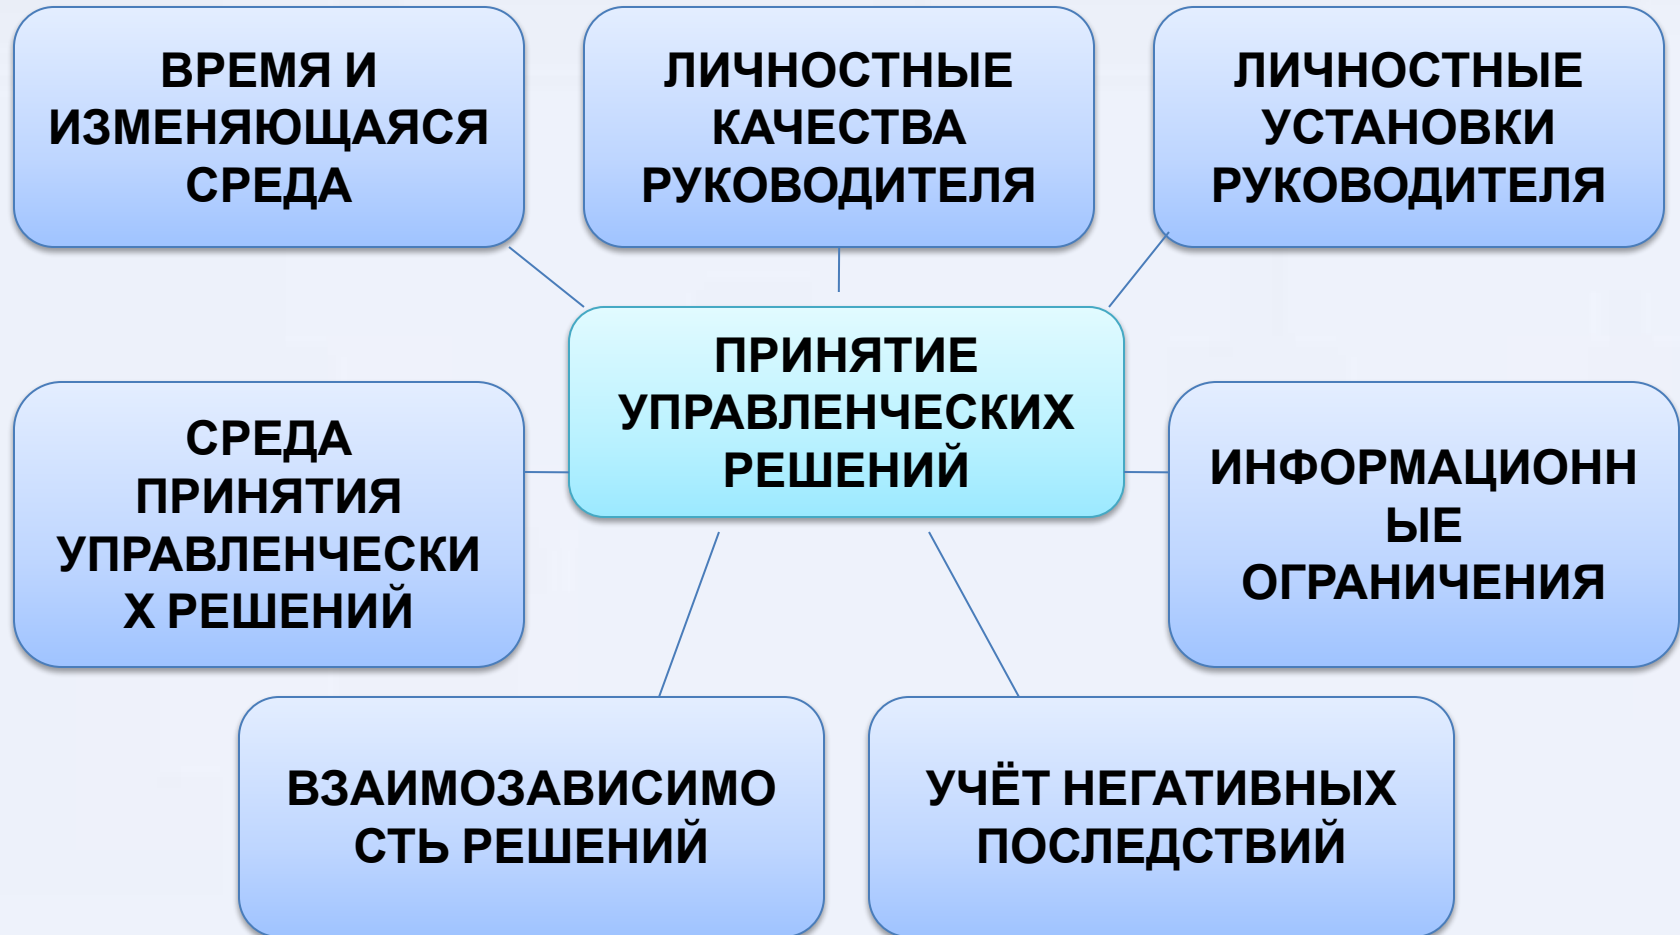 ВРЕМЯ И
ИЗМЕНЯЮЩАЯСЯ
СРЕДА
ЛИЧНОСТНЫЕ
КАЧЕСТВА
РУКОВОДИТЕЛЯ
ЛИЧНОСТНЫЕ
УСТАНОВКИ
РУКОВОДИТЕЛЯ
ПРИНЯТИЕ
УПРАВЛЕНЧЕСКИХ
РЕШЕНИЙ
СРЕДА
ПРИНЯТИЯ
УПРАВЛЕНЧЕСКИ
Х РЕШЕНИЙ
ИНФОРМАЦИОНН
ЫЕ
ОГРАНИЧЕНИЯ
ВЗАИМОЗАВИСИМО
СТЬ РЕШЕНИЙ
УЧЁТ НЕГАТИВНЫХ
ПОСЛЕДСТВИЙ